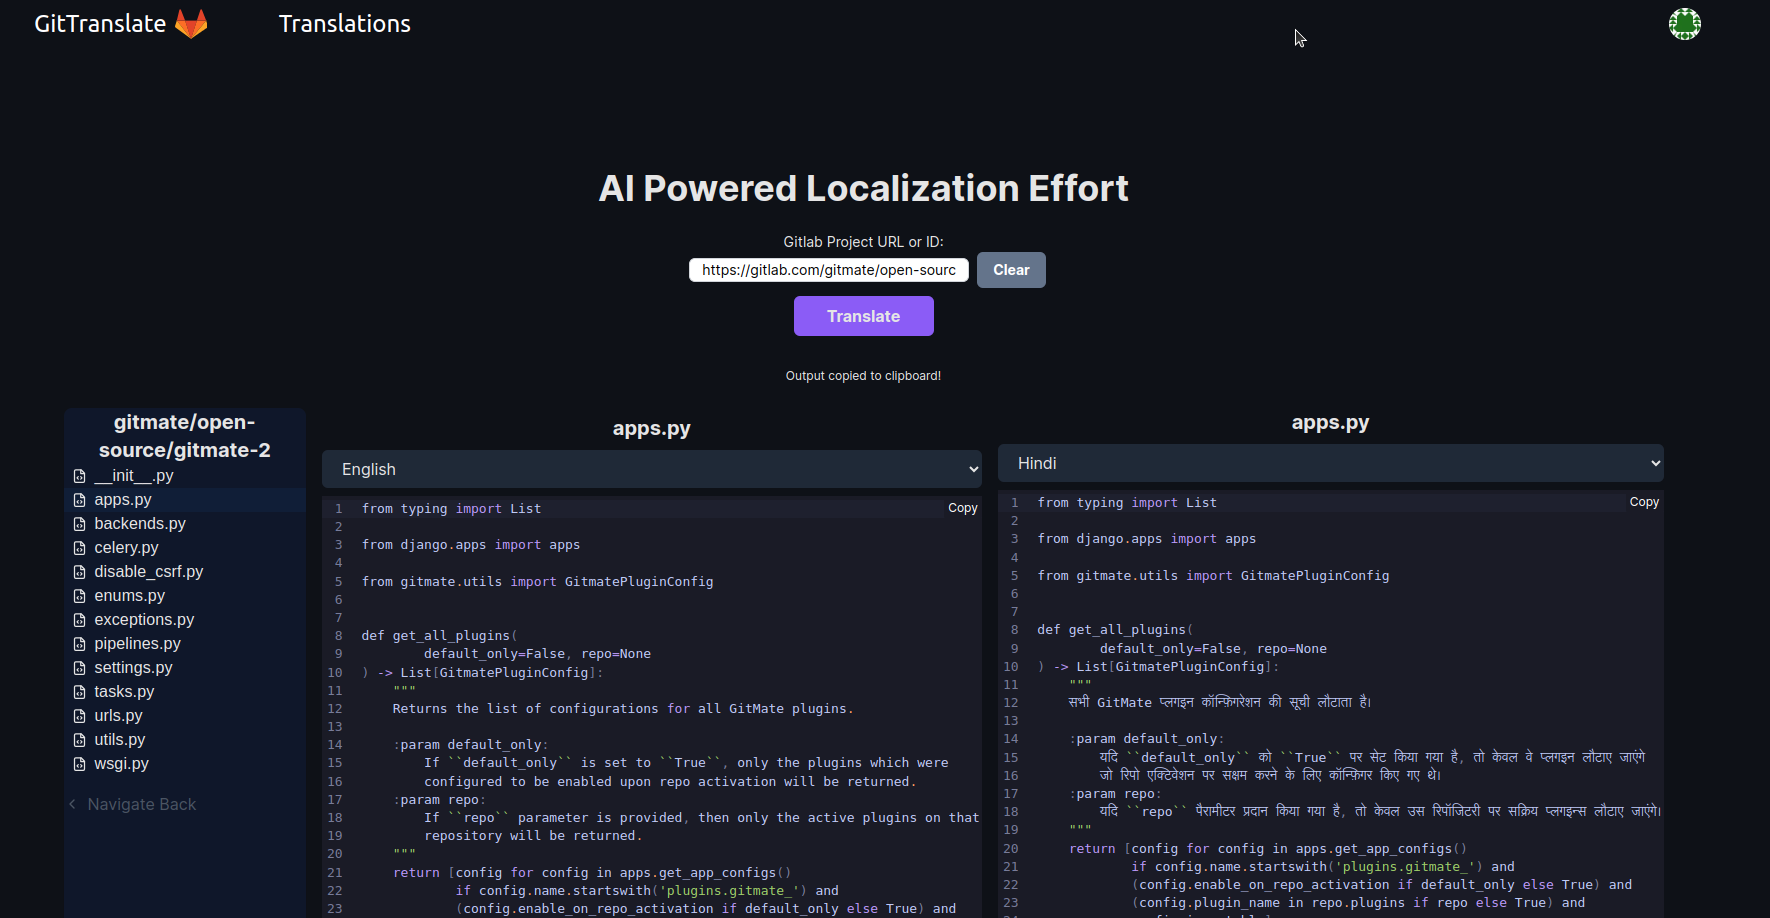 GitTranslate
Translations
AI Powered Localization Effort
Gitlab Project URL or ID:
https://gitlab.com/gitmate/open-sourc
Clear
Translate
Output copied to clipboard!
gitmate/open-
source/gitmate-2
__init__.py
apps.py
backends.py
celery.py
disable_csrf.py
enums.py
exceptions.py
pipelines.py
settings.py
tasks.py
urls.py
utils.py
wsgi.py
Navigate Back
apps.py
English
Copy
1 from typing import List
2
3 from django.apps import apps
4
5 from gitmate.utils import GitmatePluginConfig
6
7
8 def get_all_plugins(
9         default_only=False, repo=None
10 ) -> List[GitmatePluginConfig]:
11     """
12     Returns the list of configurations for all GitMate plugins.
13
14     :param default_only:
15         If ``default_only`` is set to ``True``, only the plugins which were
16         configured to be enabled upon repo activation will be returned.
17     :param repo:
18         If ``repo`` parameter is provided, then only the active plugins on that
19         repository will be returned.
20     """
21     return [config for config in apps.get_app_configs()
22             if config.name.startswith('plugins.gitmate_') and
23             (config.enable_on_repo_activation if default_only else True) and
apps.py
Hindi
Copy
1 from typing import List
2
3 from django.apps import apps
4
5 from gitmate.utils import GitmatePluginConfig
6
7
8 def get_all_plugins(
9         default_only=False, repo=None
10 ) -> List[GitmatePluginConfig]:
11     """
12     सभी GitMate प्लगइन कॉन्फ़िगरेशन की सूची लौटाता है।
13
14     :param default_only:
15         यदि ``default_only`` को ``True`` पर सेट किया गया है, तो केवल वे प्लगइन लौटाए जाएंगे
16         जो रिपो एक्टिवेशन पर सक्षम करने के लिए कॉन्फ़िगर किए गए थे।
17     :param repo:
18         यदि ``repo`` पैरामीटर प्रदान किया गया है, तो केवल उस रिपॉजिटरी पर सक्रिय प्लगइन्स लौटाए जाएंगे।
19     """
20     return [config for config in apps.get_app_configs()
21             if config.name.startswith('plugins.gitmate_') and
22             (config.enable_on_repo_activation if default_only else True) and
23             (config.plugin_name in repo.plugins if repo else True) and